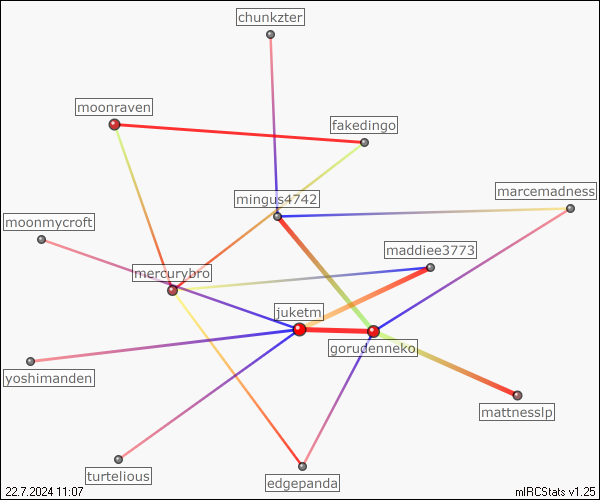 chunkzter
moonraven
fakedingo
marcemadness
mingus4742
moonmycroft
maddiee3773
mercurybro
juketm
gorudenneko
yoshimanden
mattnesslp
turtelious
edgepanda
22.7.2024 11:07
mIRCStats v1.25